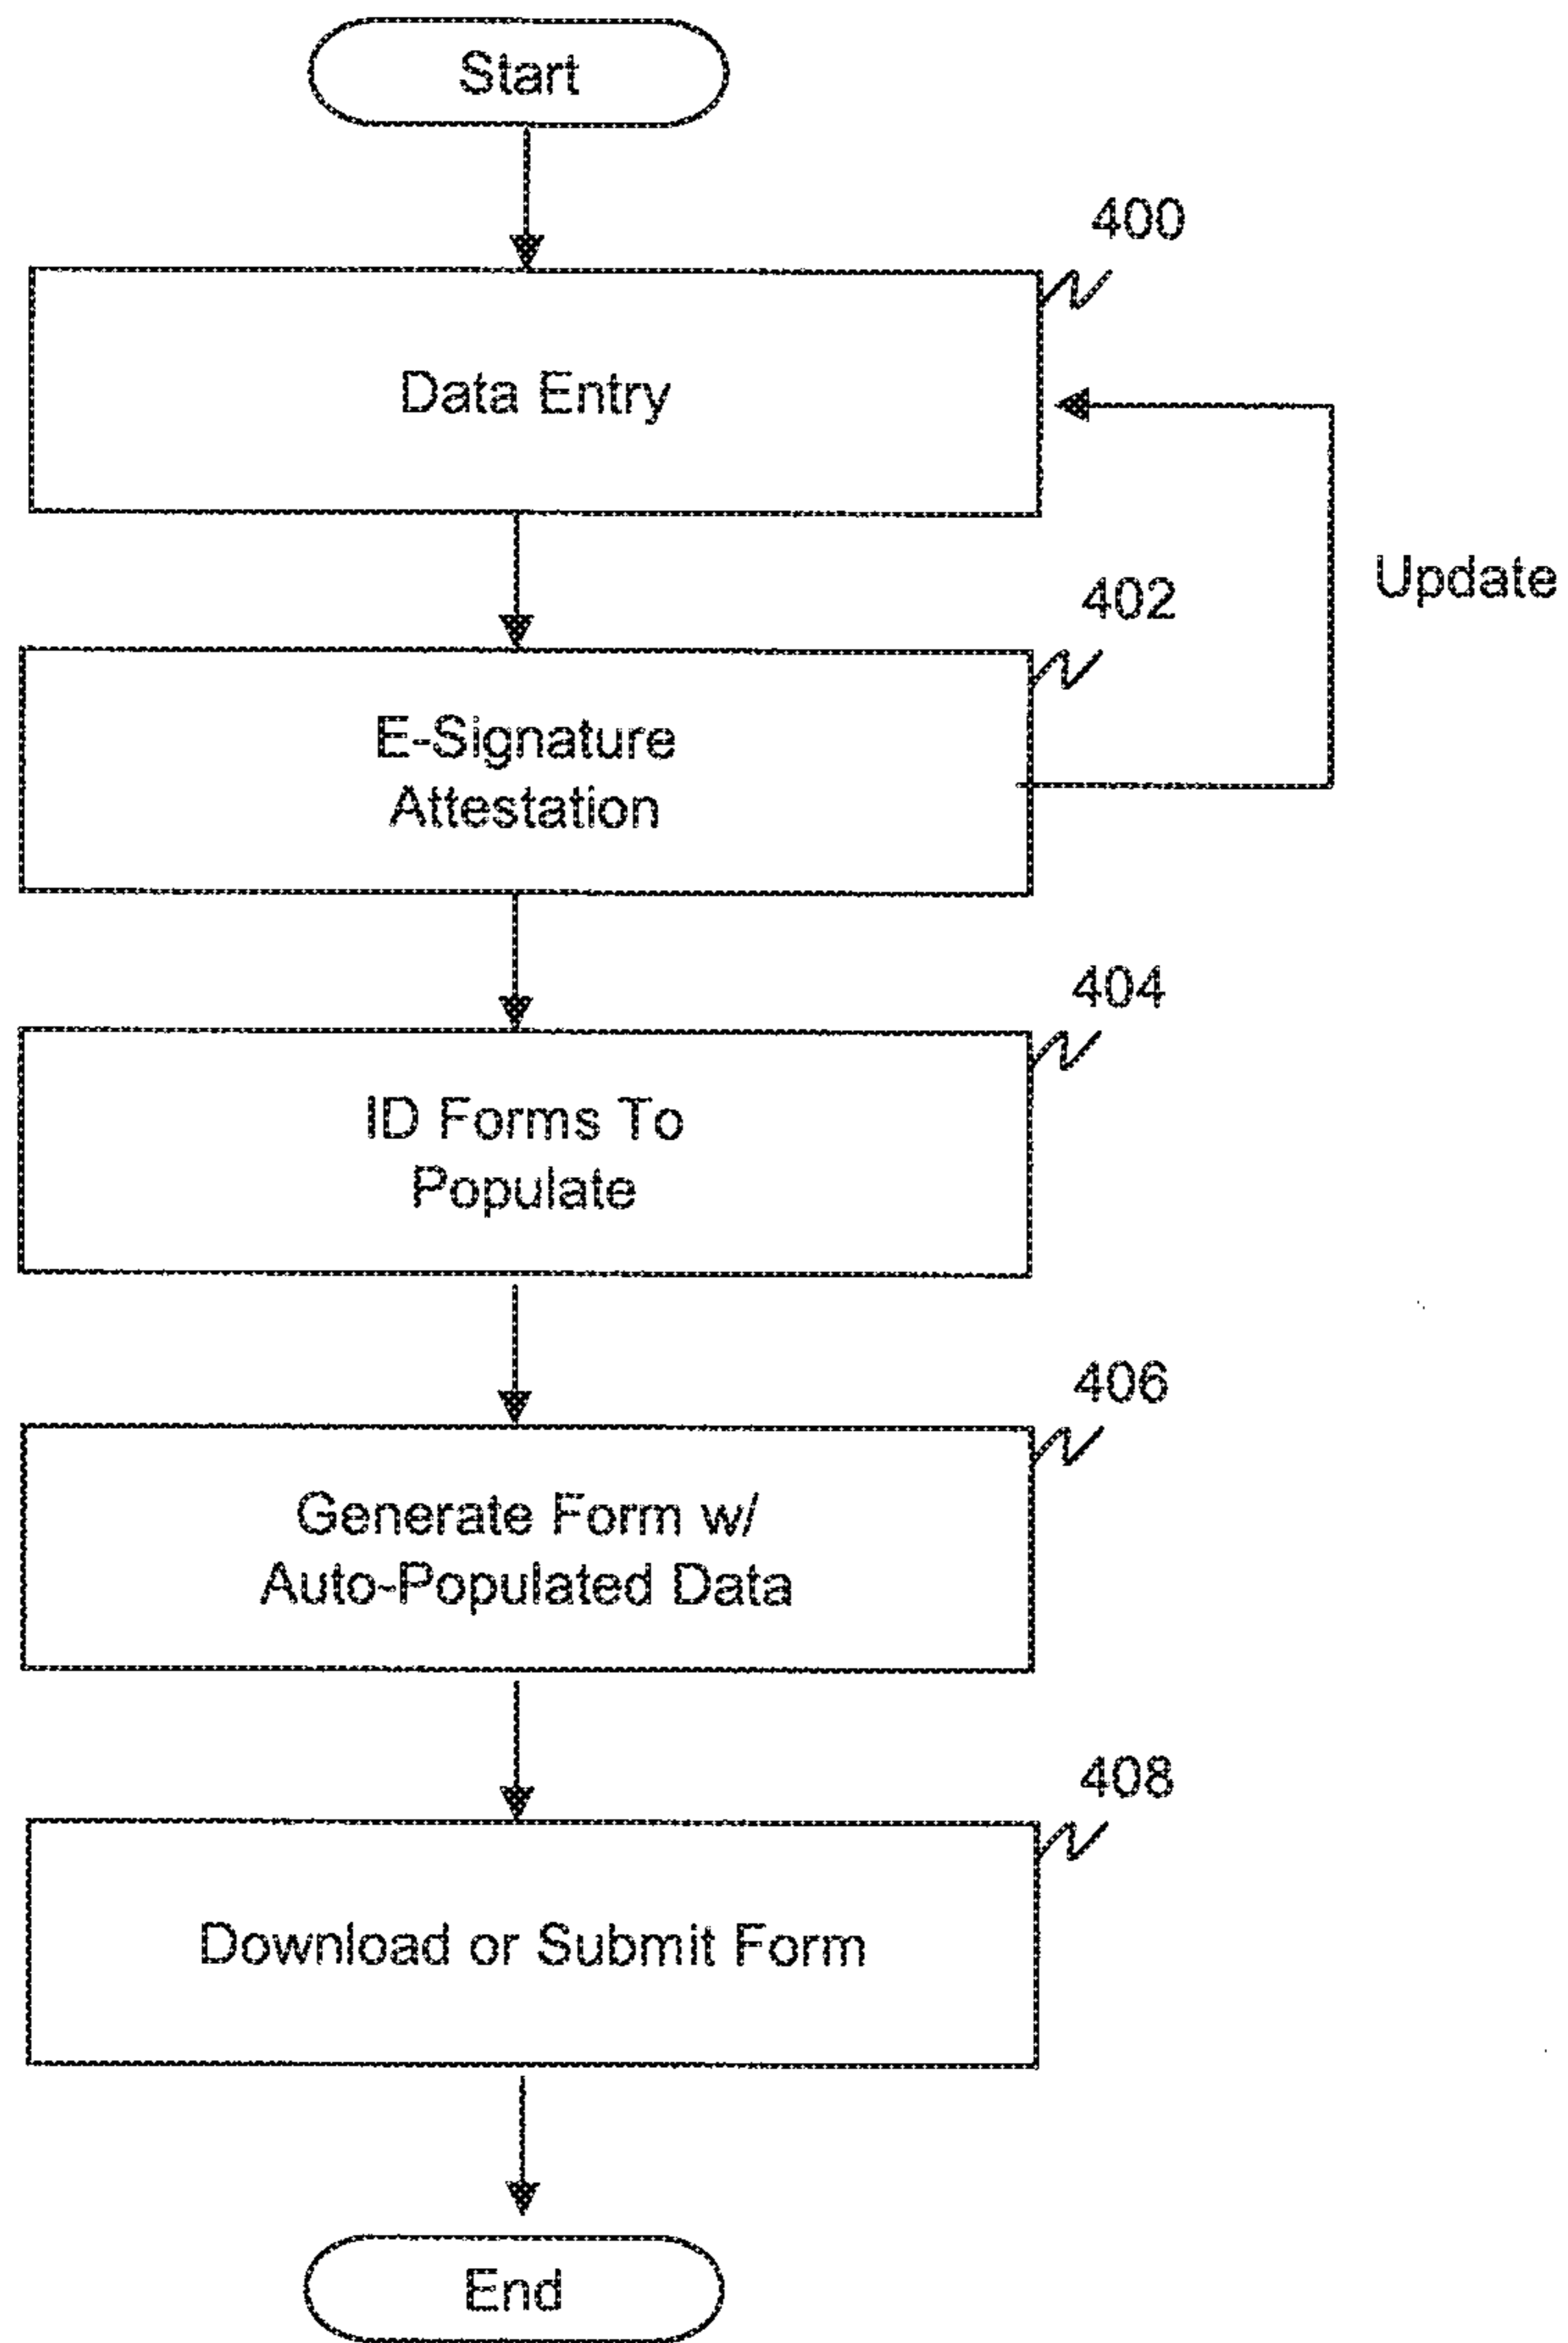 Start
400
Data Entry
Update
402
E-Signature
Attestation
404
ID Forms To
Populate
406
Generate Form w/
Auto-Populated Data
408
Download or Submit Form
End